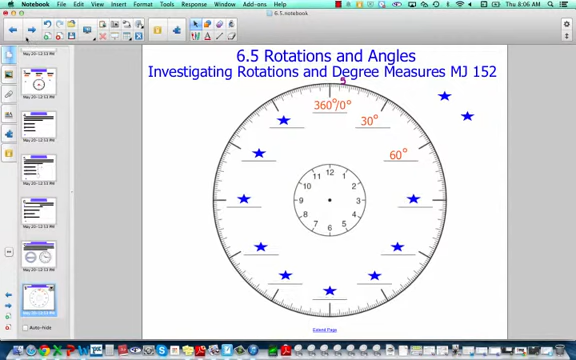 Notebook File Edit View Insert Format Tools Response Window Add-ons Help
Thu 8:06 AM
6.5.notebook
6.5 Rotations and Angles
Investigating Rotations and Degree Measures MJ 152
360°/0°
30°
60°
12
11 1
10 2
9 3
8 4
7 5
6
Extend Page
Auto-Hide